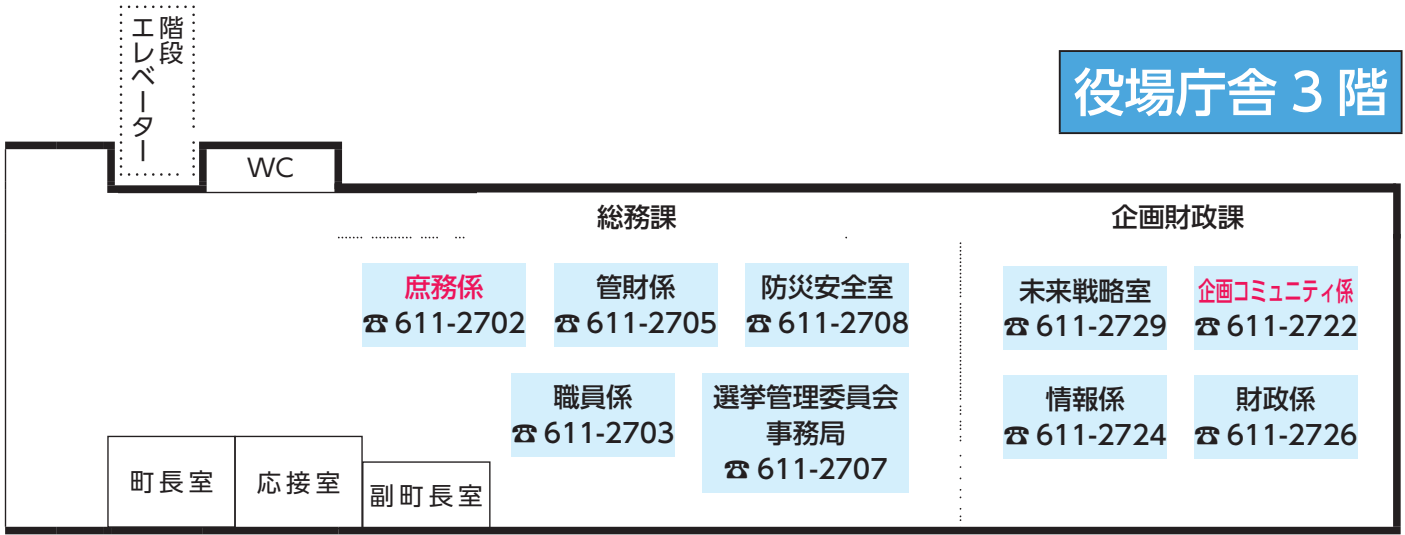 階段
エレベーター
役場庁舎 3 階
WC
総務課
企画財政課
庶務係
☎ 611-2702
管財係
☎ 611-2705
防災安全室
☎ 611-2708
未来戦略室
☎ 611-2729
企画コミュニティ係
☎ 611-2722
職員係
☎ 611-2703
選挙管理委員会
事務局
☎ 611-2707
情報係
☎ 611-2724
財政係
☎ 611-2726
町長室
応接室
副町長室